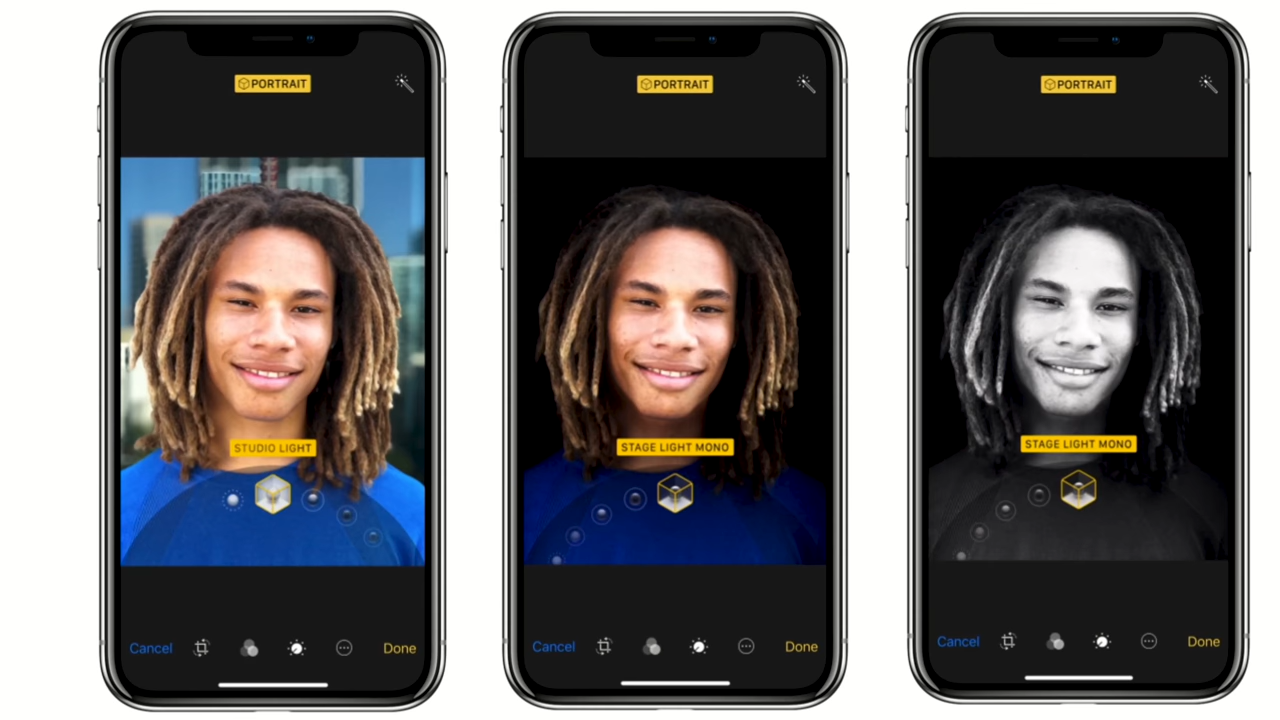 PORTRAIT
STUDIO LIGHT
Cancel
Done
PORTRAIT
STAGE LIGHT MONO
Cancel
Done
PORTRAIT
STAGE LIGHT MONO
Cancel
Done